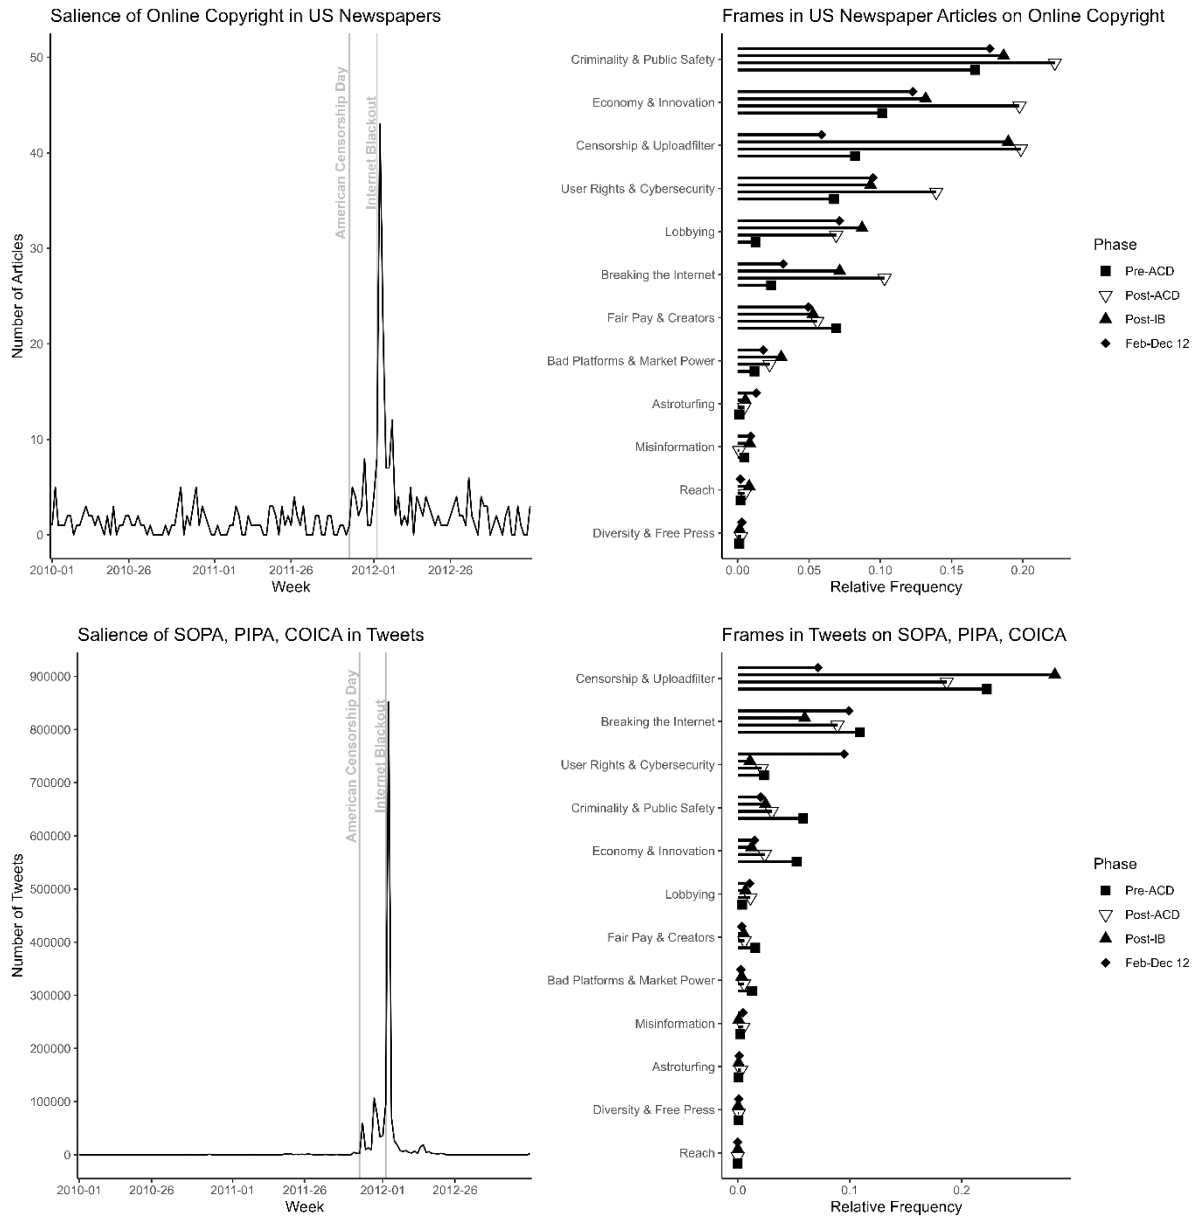 Salience of Online Copyright in US Newspapers
Number of Articles
50
40
30
20
10
0
American Censorship Day
Internet Blackout
2010-01
2010-26
2011-01
2011-26
2012-01
2012-26
Week
Frames in US Newspaper Articles on Online Copyright
Criminality & Public Safety
Economy & Innovation
Censorship & Uploadfilter
User Rights & Cybersecurity
Lobbying
Breaking the Internet
Fair Pay & Creators
Bad Platforms & Market Power
Astroturfing
Misinformation
Reach
Diversity & Free Press
0.00
0.05
0.10
0.15
0.20
Relative Frequency
Phase
Pre-ACD
Post-ACD
Post-IB
Feb-Dec 12
Salience of SOPA, PIPA, COICA in Tweets
Number of Tweets
900000
800000
700000
600000
500000
400000
300000
200000
100000
0
American Censorship Day
Internet Blackout
2010-01
2010-26
2011-01
2011-26
2012-01
2012-26
Week
Frames in Tweets on SOPA, PIPA, COICA
Censorship & Uploadfilter
Breaking the Internet
User Rights & Cybersecurity
Criminality & Public Safety
Economy & Innovation
Lobbying
Fair Pay & Creators
Bad Platforms & Market Power
Misinformation
Astroturfing
Diversity & Free Press
Reach
0.0
0.1
0.2
Relative Frequency
Phase
Pre-ACD
Post-ACD
Post-IB
Feb-Dec 12